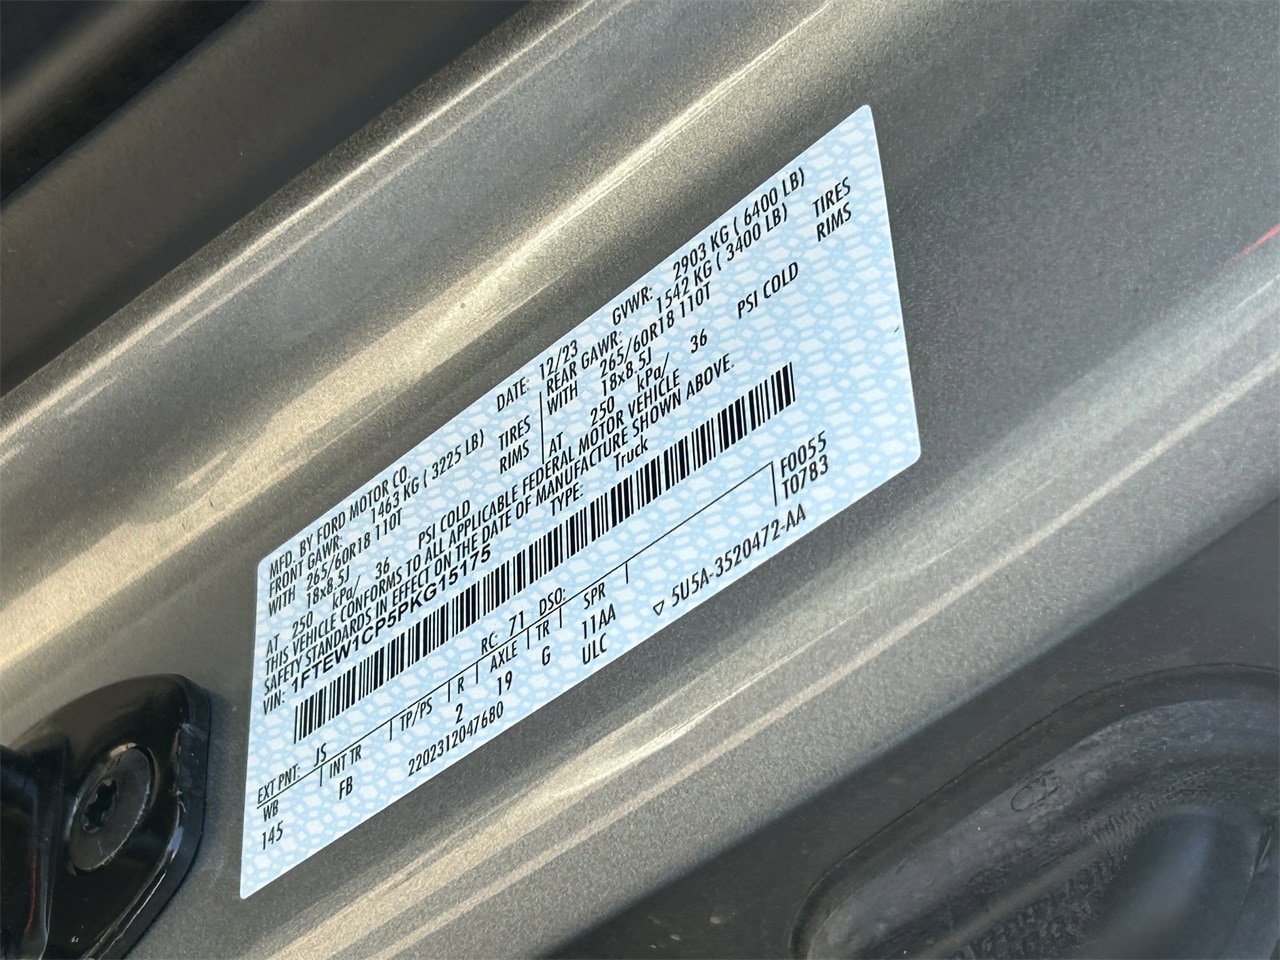 MFD. BY FORD MOTOR CO. DATE: 12/23 GVWR: 2903 KG ( 6400 LB)
FRONT GAWR: 1463 KG ( 3225 LB) REAR GAWR: 1542 KG ( 3400 LB)
WITH 265/60R18 110T TIRES WITH 265/60R18 110T TIRES
18x8.5J RIMS 18x8.5J RIMS
AT 250 kPa/ 36 PSI COLD AT 250 kPa/ 36 PSI COLD
THIS VEHICLE CONFORMS TO ALL APPLICABLE FEDERAL MOTOR VEHICLE
SAFETY STANDARDS IN EFFECT ON THE DATE OF MANUFACTURE SHOWN ABOVE.
VIN: 1FTEW1CP5PKG15175 TYPE: Truck
EXT PNT: JS RC: 71 DSO: F0055
WB INT TR TP/PS R AXLE TR SPR T0783
145 FB 2 19 G 11AA
2202312047680 ULC ▽ 5U5A-3520472-AA